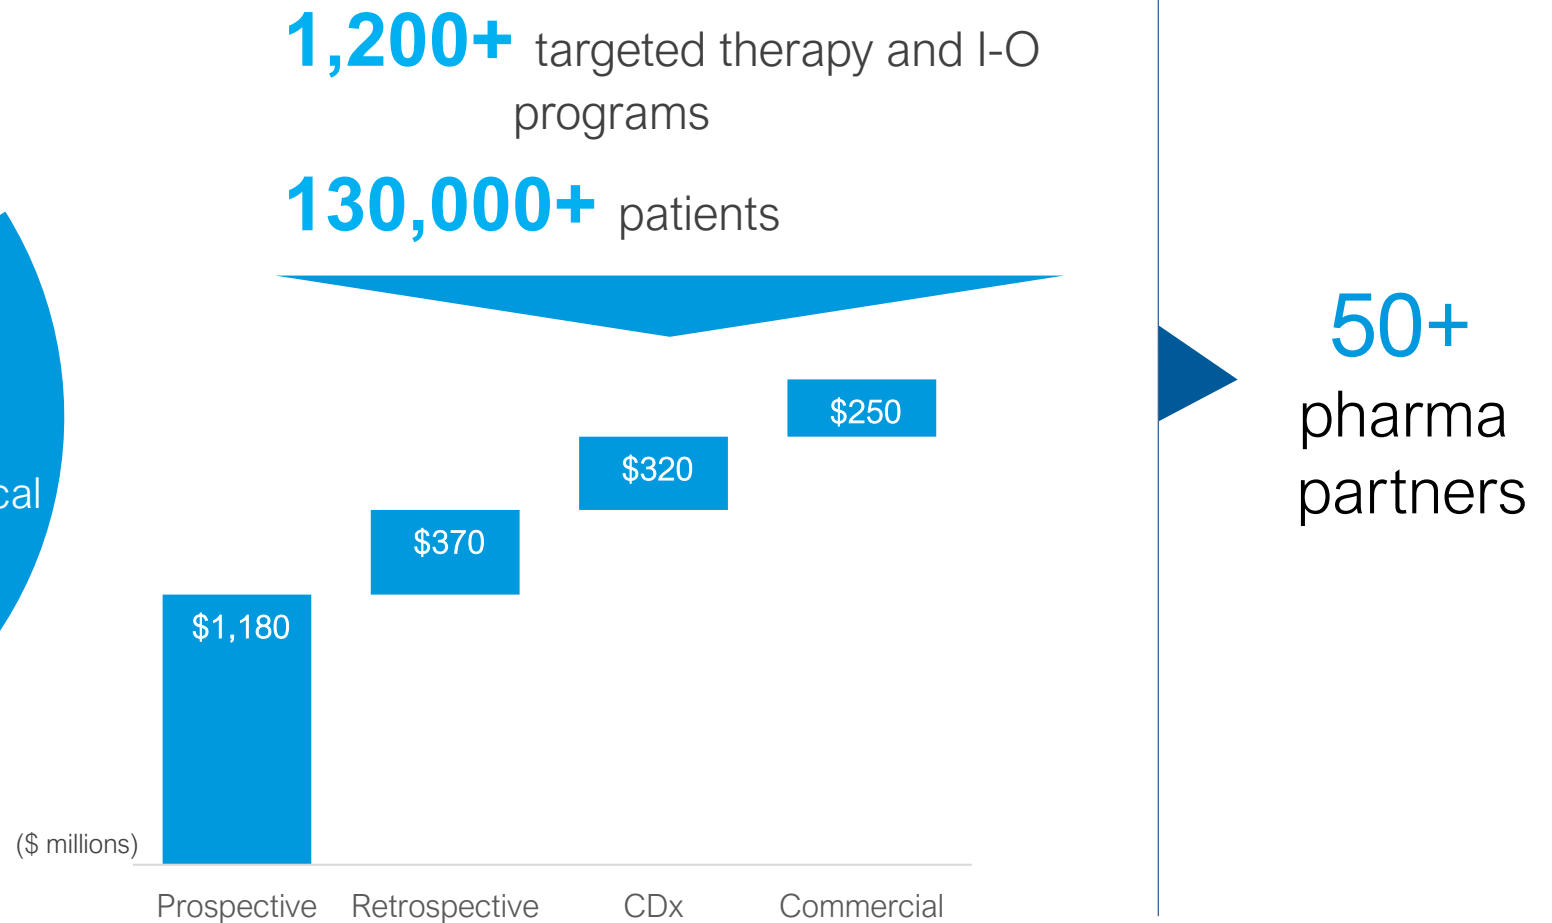 1,200+ targeted therapy and I-O
programs
130,000+ patients
50+
pharma
partners
$250
$320
$370
$1,180
($ millions)
Prospective Retrospective CDx Commercial